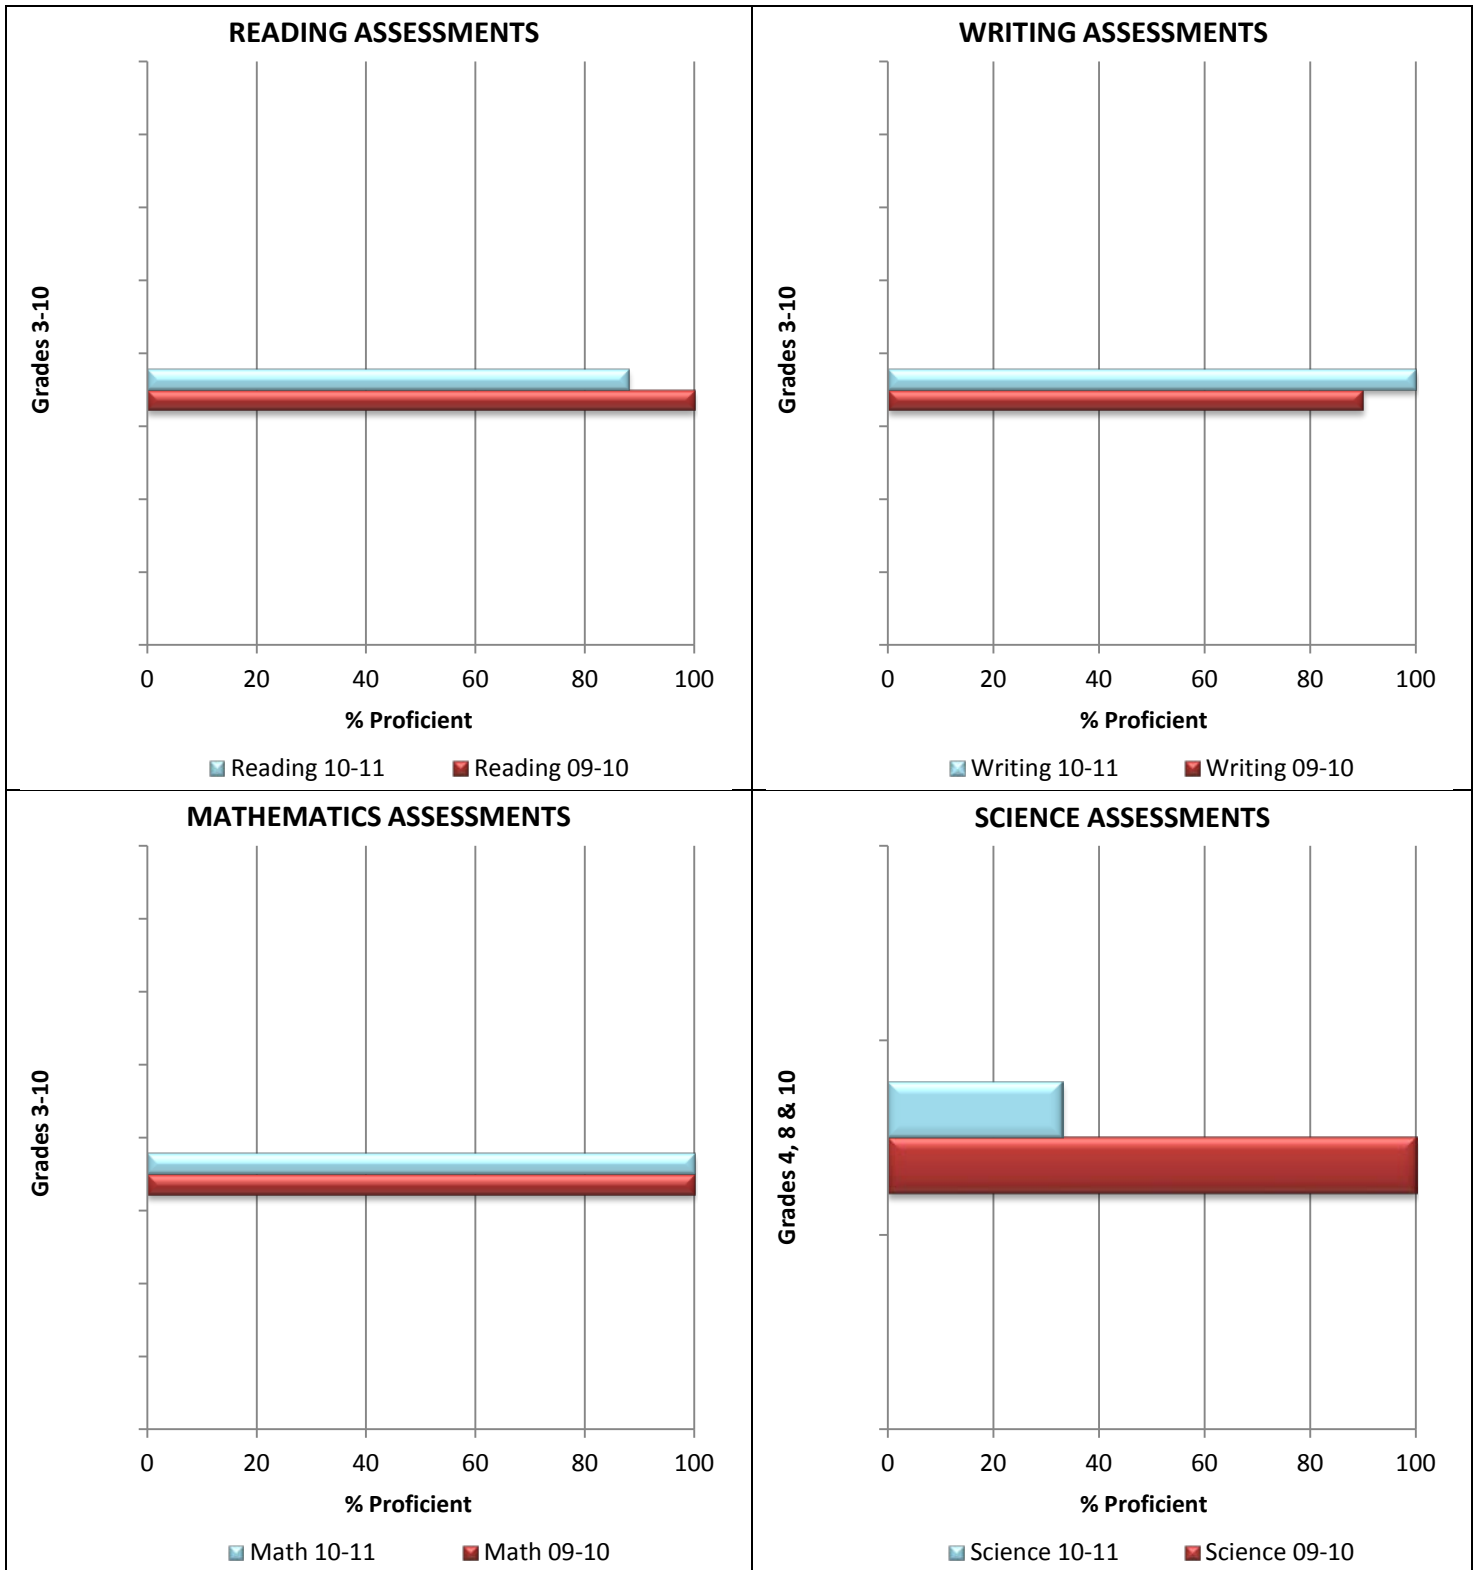 READING ASSESSMENTS
Grades 3-10
0 20 40 60 80 100
% Proficient
Reading 10-11 Reading 09-10
WRITING ASSESSMENTS
Grades 3-10
0 20 40 60 80 100
% Proficient
Writing 10-11 Writing 09-10
MATHEMATICS ASSESSMENTS
Grades 3-10
0 20 40 60 80 100
% Proficient
Math 10-11 Math 09-10
SCIENCE ASSESSMENTS
Grades 4, 8 & 10
0 20 40 60 80 100
% Proficient
Science 10-11 Science 09-10